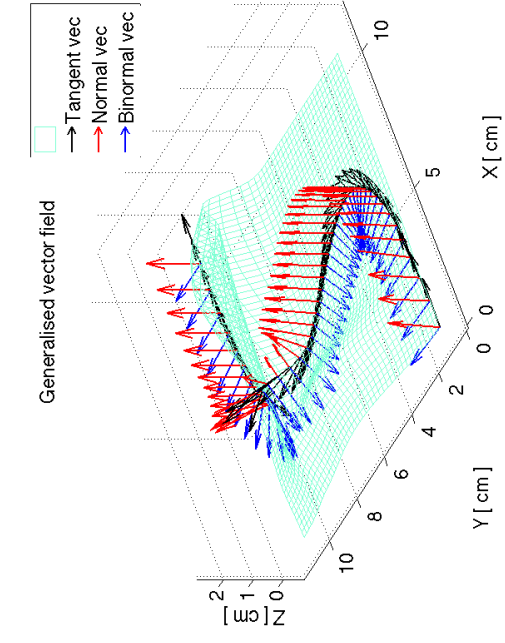 Generalised vector field
Tangent vec
Normal vec
Binormal vec
X [ cm ]
0
5
10
Y [ cm ]
0
2
4
6
8
10
Z [ cm ]
0
1
2